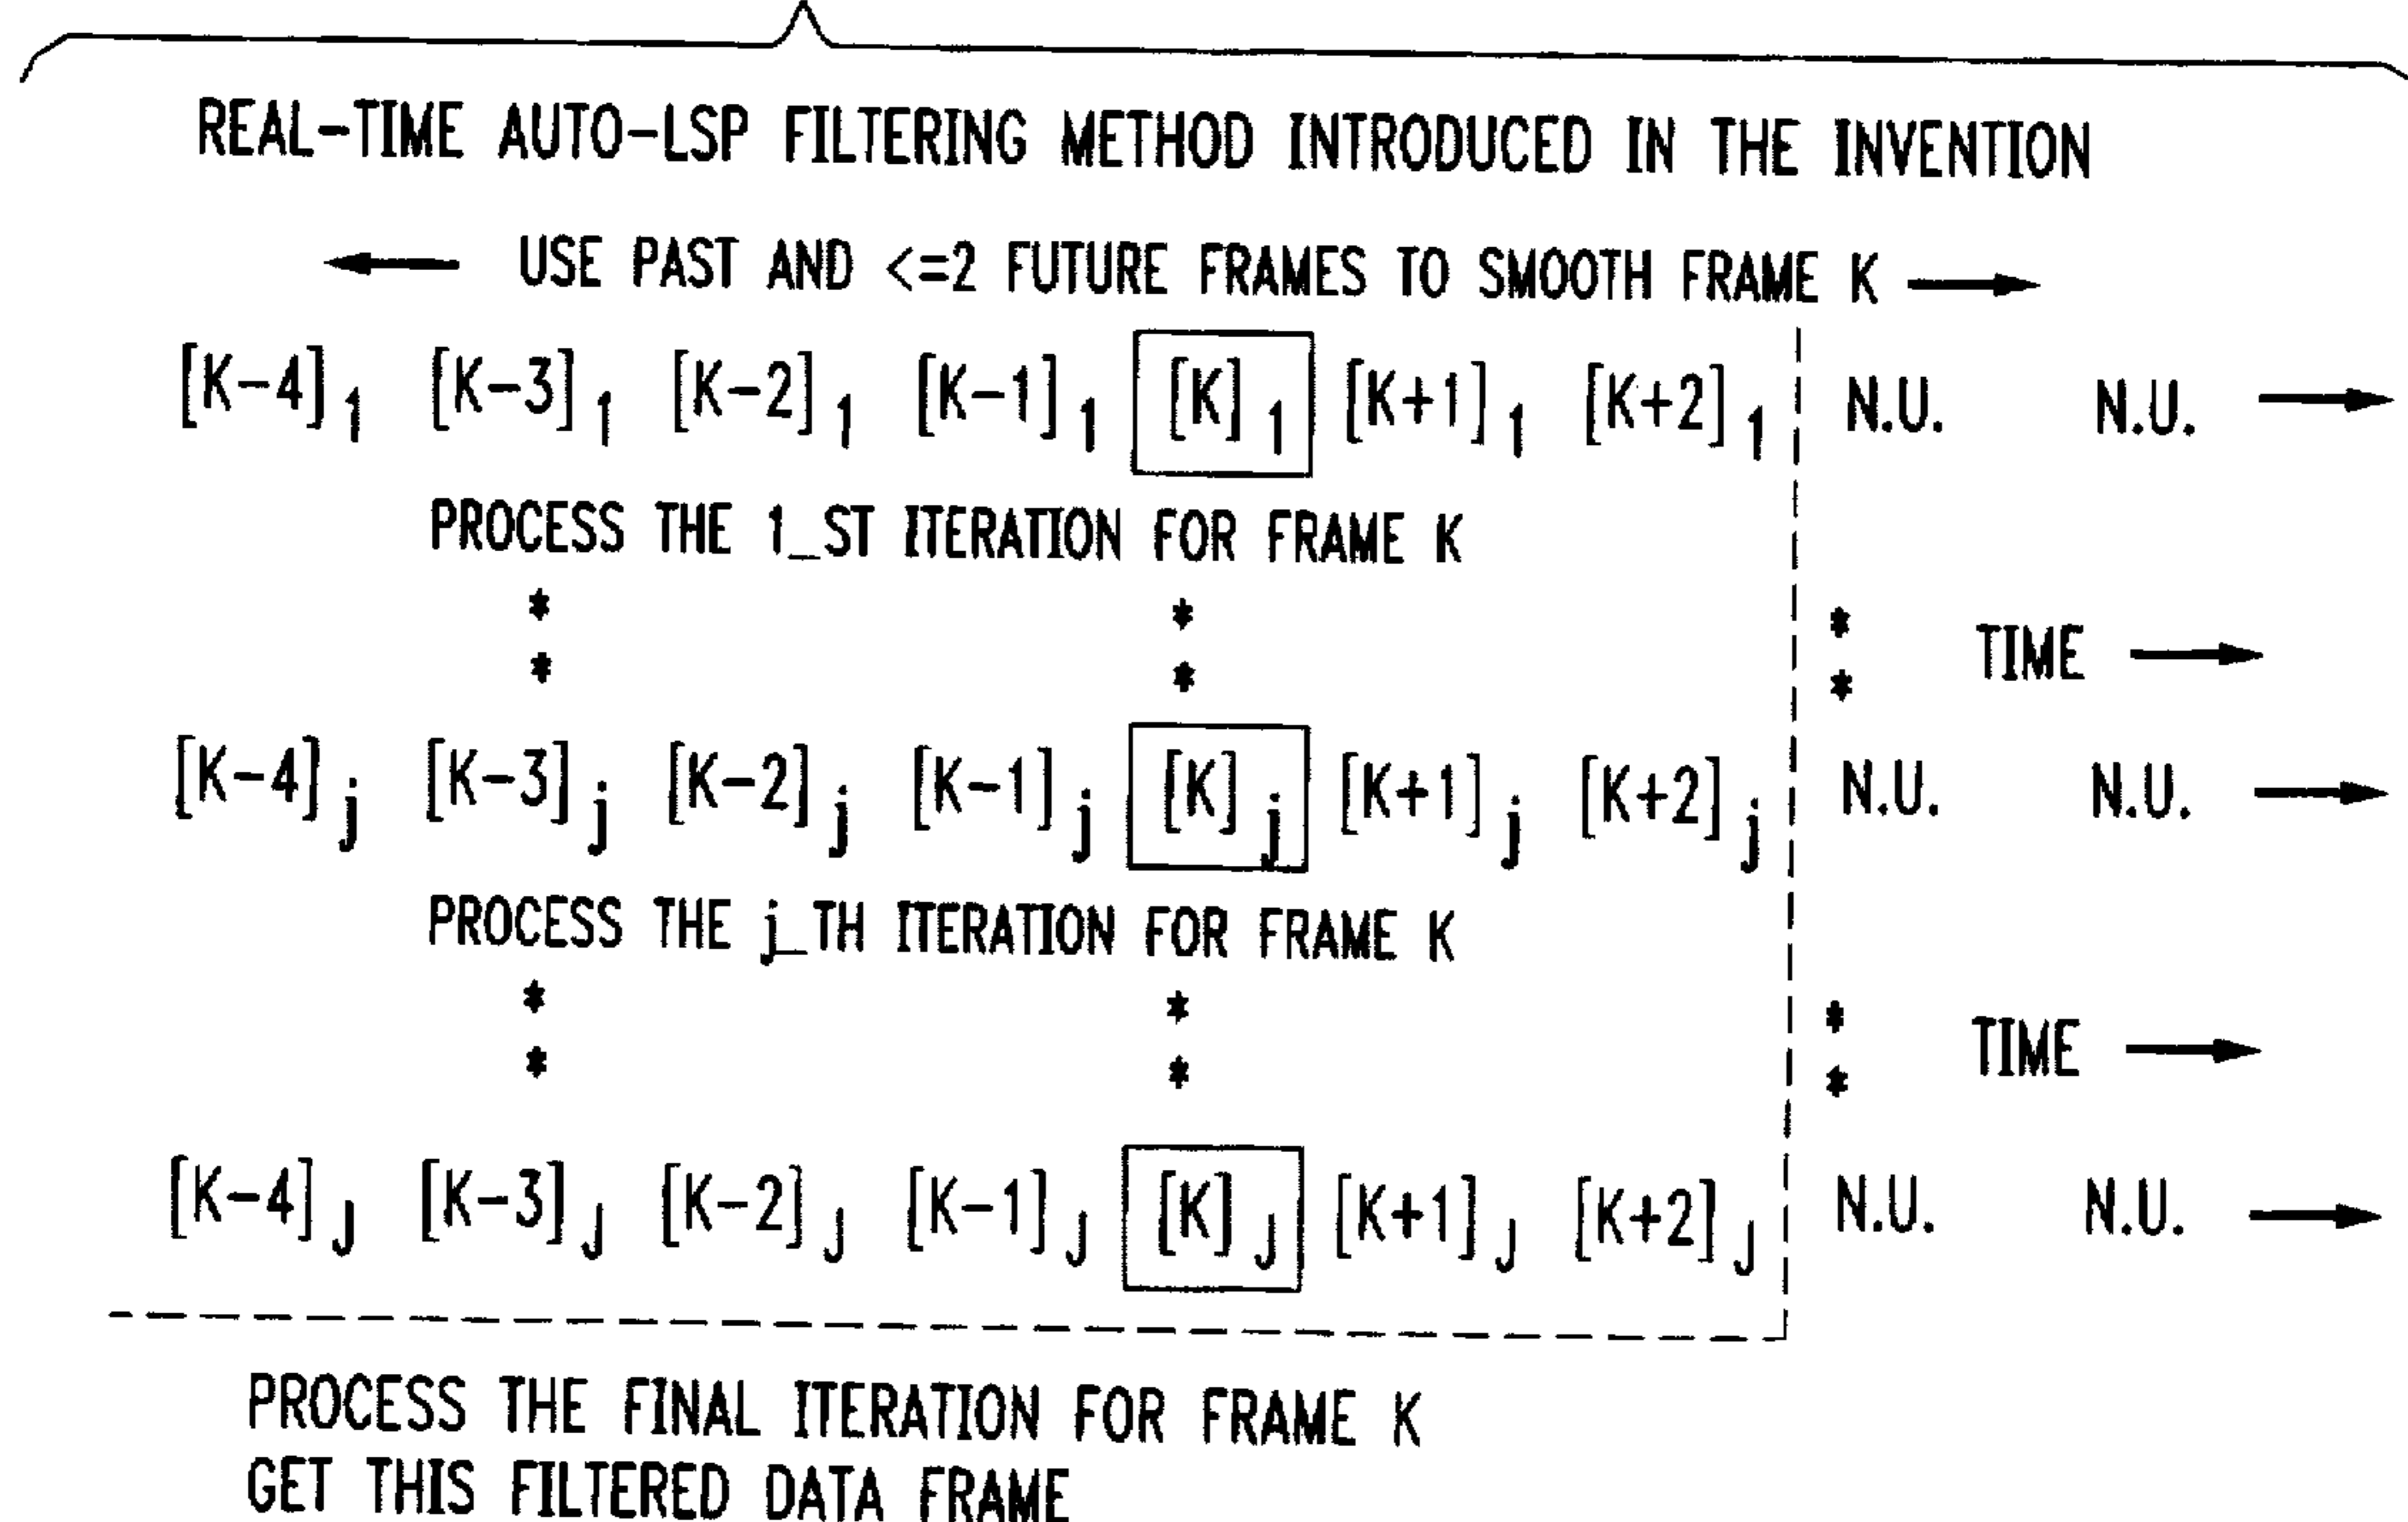 REAL-TIME AUTO-LSP FILTERING METHOD INTRODUCED IN THE INVENTION
← USE PAST AND <=2 FUTURE FRAMES TO SMOOTH FRAME K →
[K-4]₁ [K-3]₁ [K-2]₁ [K-1]₁ [K]₁ [K+1]₁ [K+2]₁ N.U. N.U. →
PROCESS THE 1_ST ITERATION FOR FRAME K
* * *
* * * TIME →
[K-4]j [K-3]j [K-2]j [K-1]j [K]j [K+1]j [K+2]j N.U. N.U. →
PROCESS THE j_TH ITERATION FOR FRAME K
* * *
* * * TIME →
[K-4]J [K-3]J [K-2]J [K-1]J [K]J [K+1]J [K+2]J N.U. N.U. →
PROCESS THE FINAL ITERATION FOR FRAME K
GET THIS FILTERED DATA FRAME